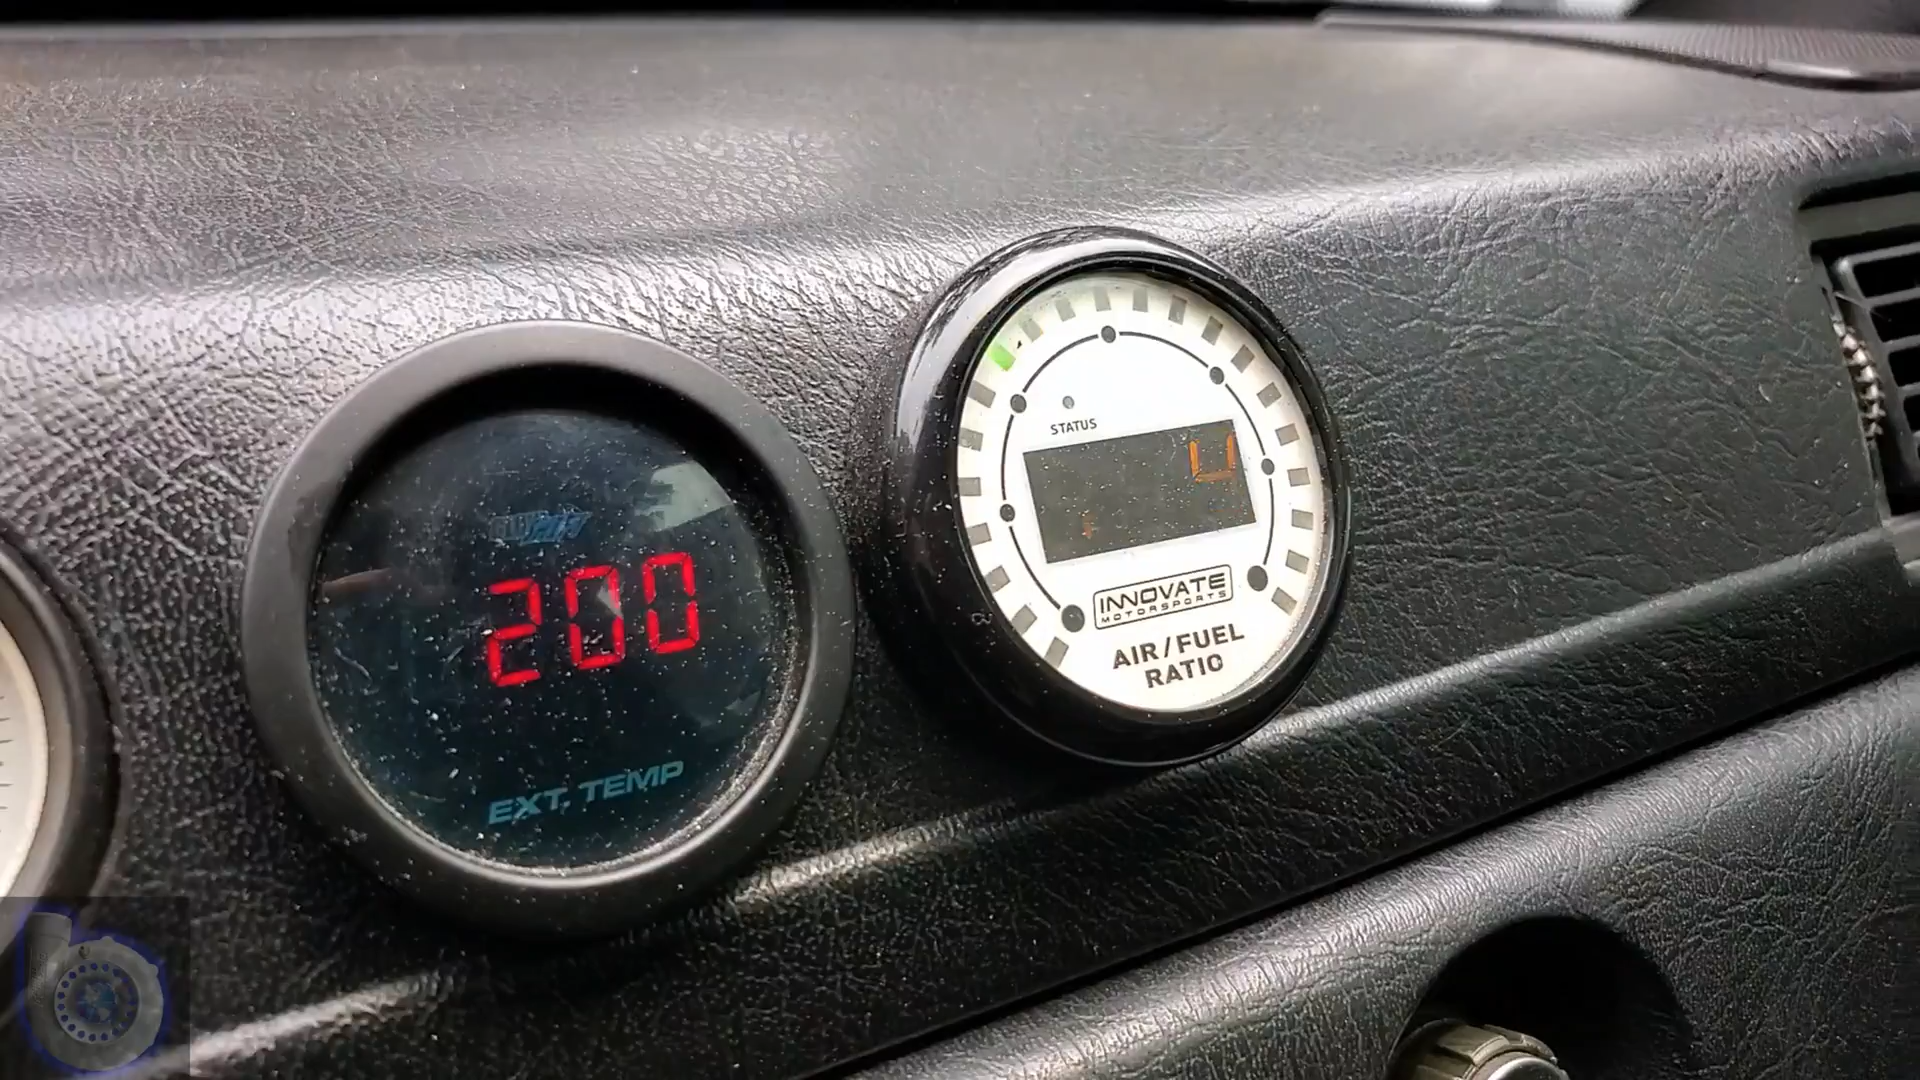 200
EXT. TEMP
STATUS
INNOVATE
MOTORSPORTS
AIR/FUEL
RATIO